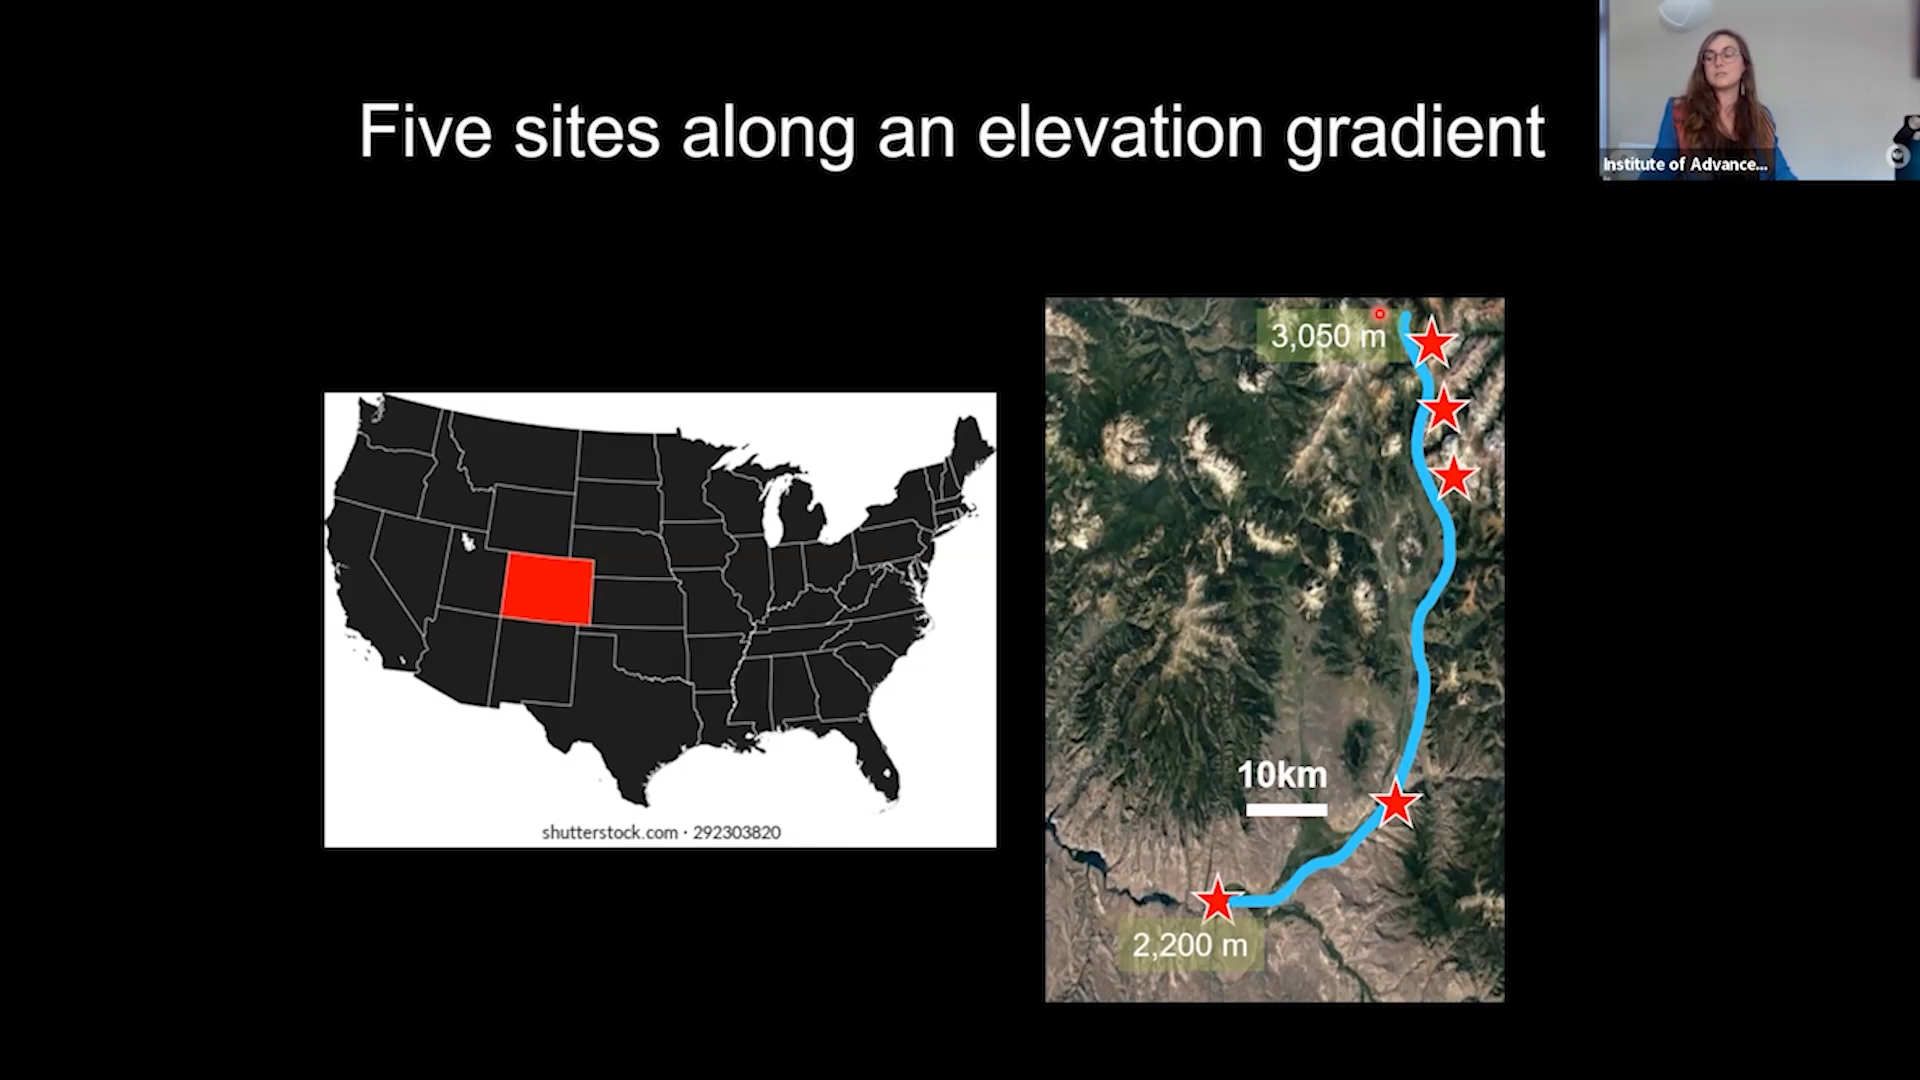 Five sites along an elevation gradient
Institute of Advance...
3,050 m
10km
2,200 m
shutterstock.com · 292303820